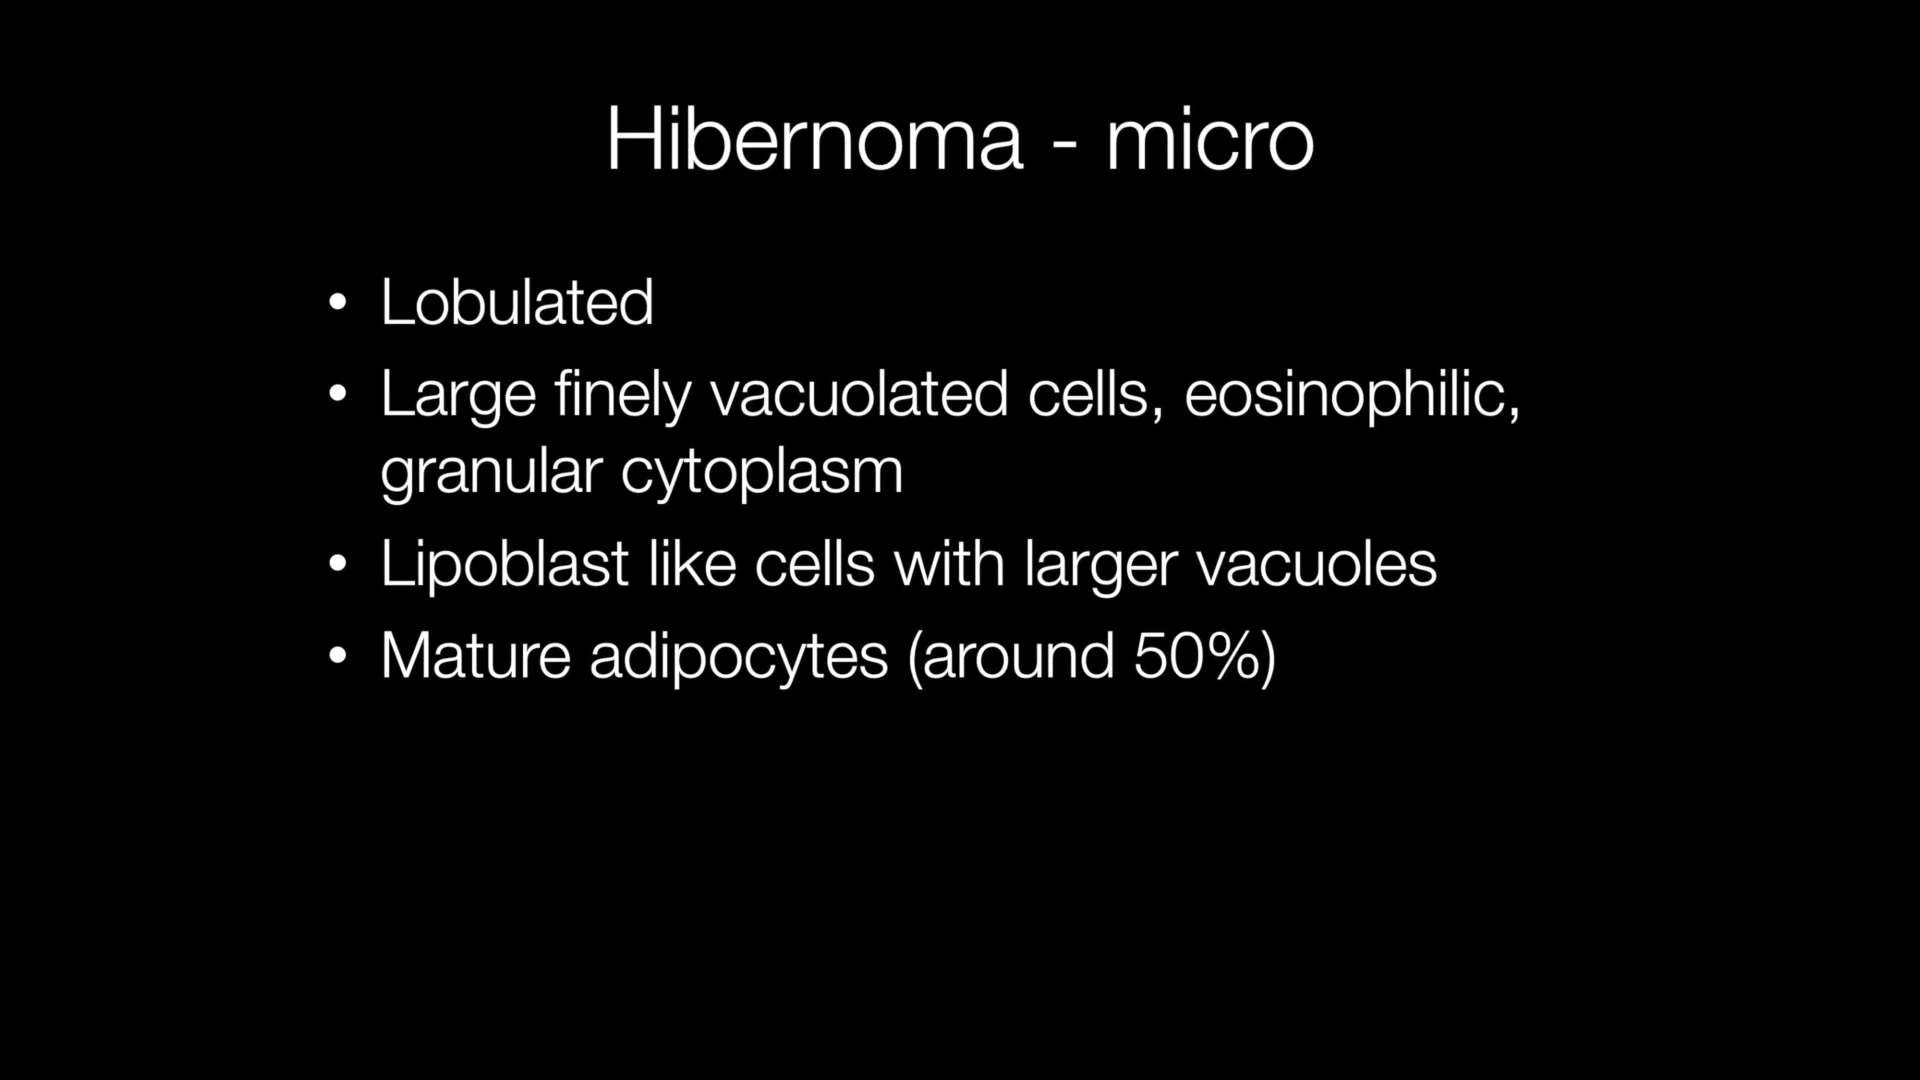 Hibernoma - micro
• Lobulated
• Large finely vacuolated cells, eosinophilic,
granular cytoplasm
• Lipoblast like cells with larger vacuoles
• Mature adipocytes (around 50%)